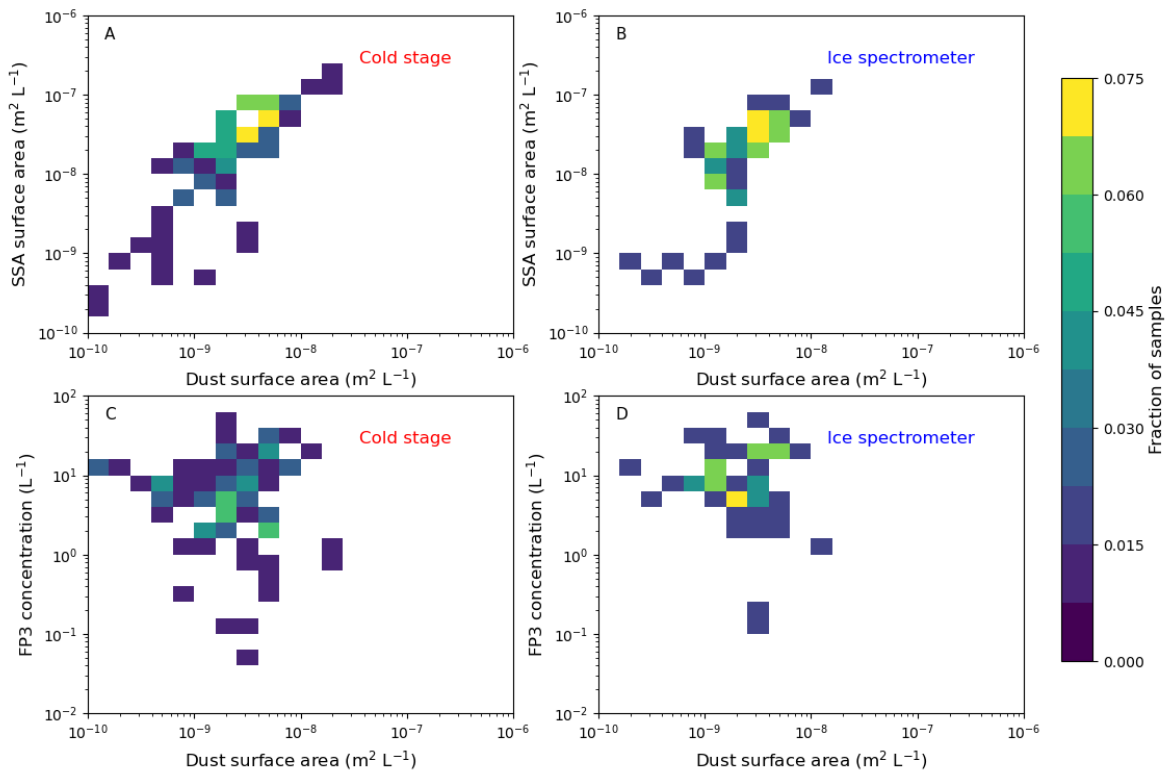 A
Cold stage
SSA surface area (m² L⁻¹)
10⁻⁶
10⁻⁷
10⁻⁸
10⁻⁹
10⁻¹⁰
10⁻¹⁰ 10⁻⁹ 10⁻⁸ 10⁻⁷ 10⁻⁶
Dust surface area (m² L⁻¹)
B
Ice spectrometer
SSA surface area (m² L⁻¹)
10⁻⁶
10⁻⁷
10⁻⁸
10⁻⁹
10⁻¹⁰
10⁻¹⁰ 10⁻⁹ 10⁻⁸ 10⁻⁷ 10⁻⁶
Dust surface area (m² L⁻¹)
C
Cold stage
FP3 concentration (L⁻¹)
10²
10¹
10⁰
10⁻¹
10⁻²
10⁻¹⁰ 10⁻⁹ 10⁻⁸ 10⁻⁷ 10⁻⁶
Dust surface area (m² L⁻¹)
D
Ice spectrometer
FP3 concentration (L⁻¹)
10²
10¹
10⁰
10⁻¹
10⁻²
10⁻¹⁰ 10⁻⁹ 10⁻⁸ 10⁻⁷ 10⁻⁶
Dust surface area (m² L⁻¹)
0.075
0.060
0.045
0.030
0.015
0.000
Fraction of samples